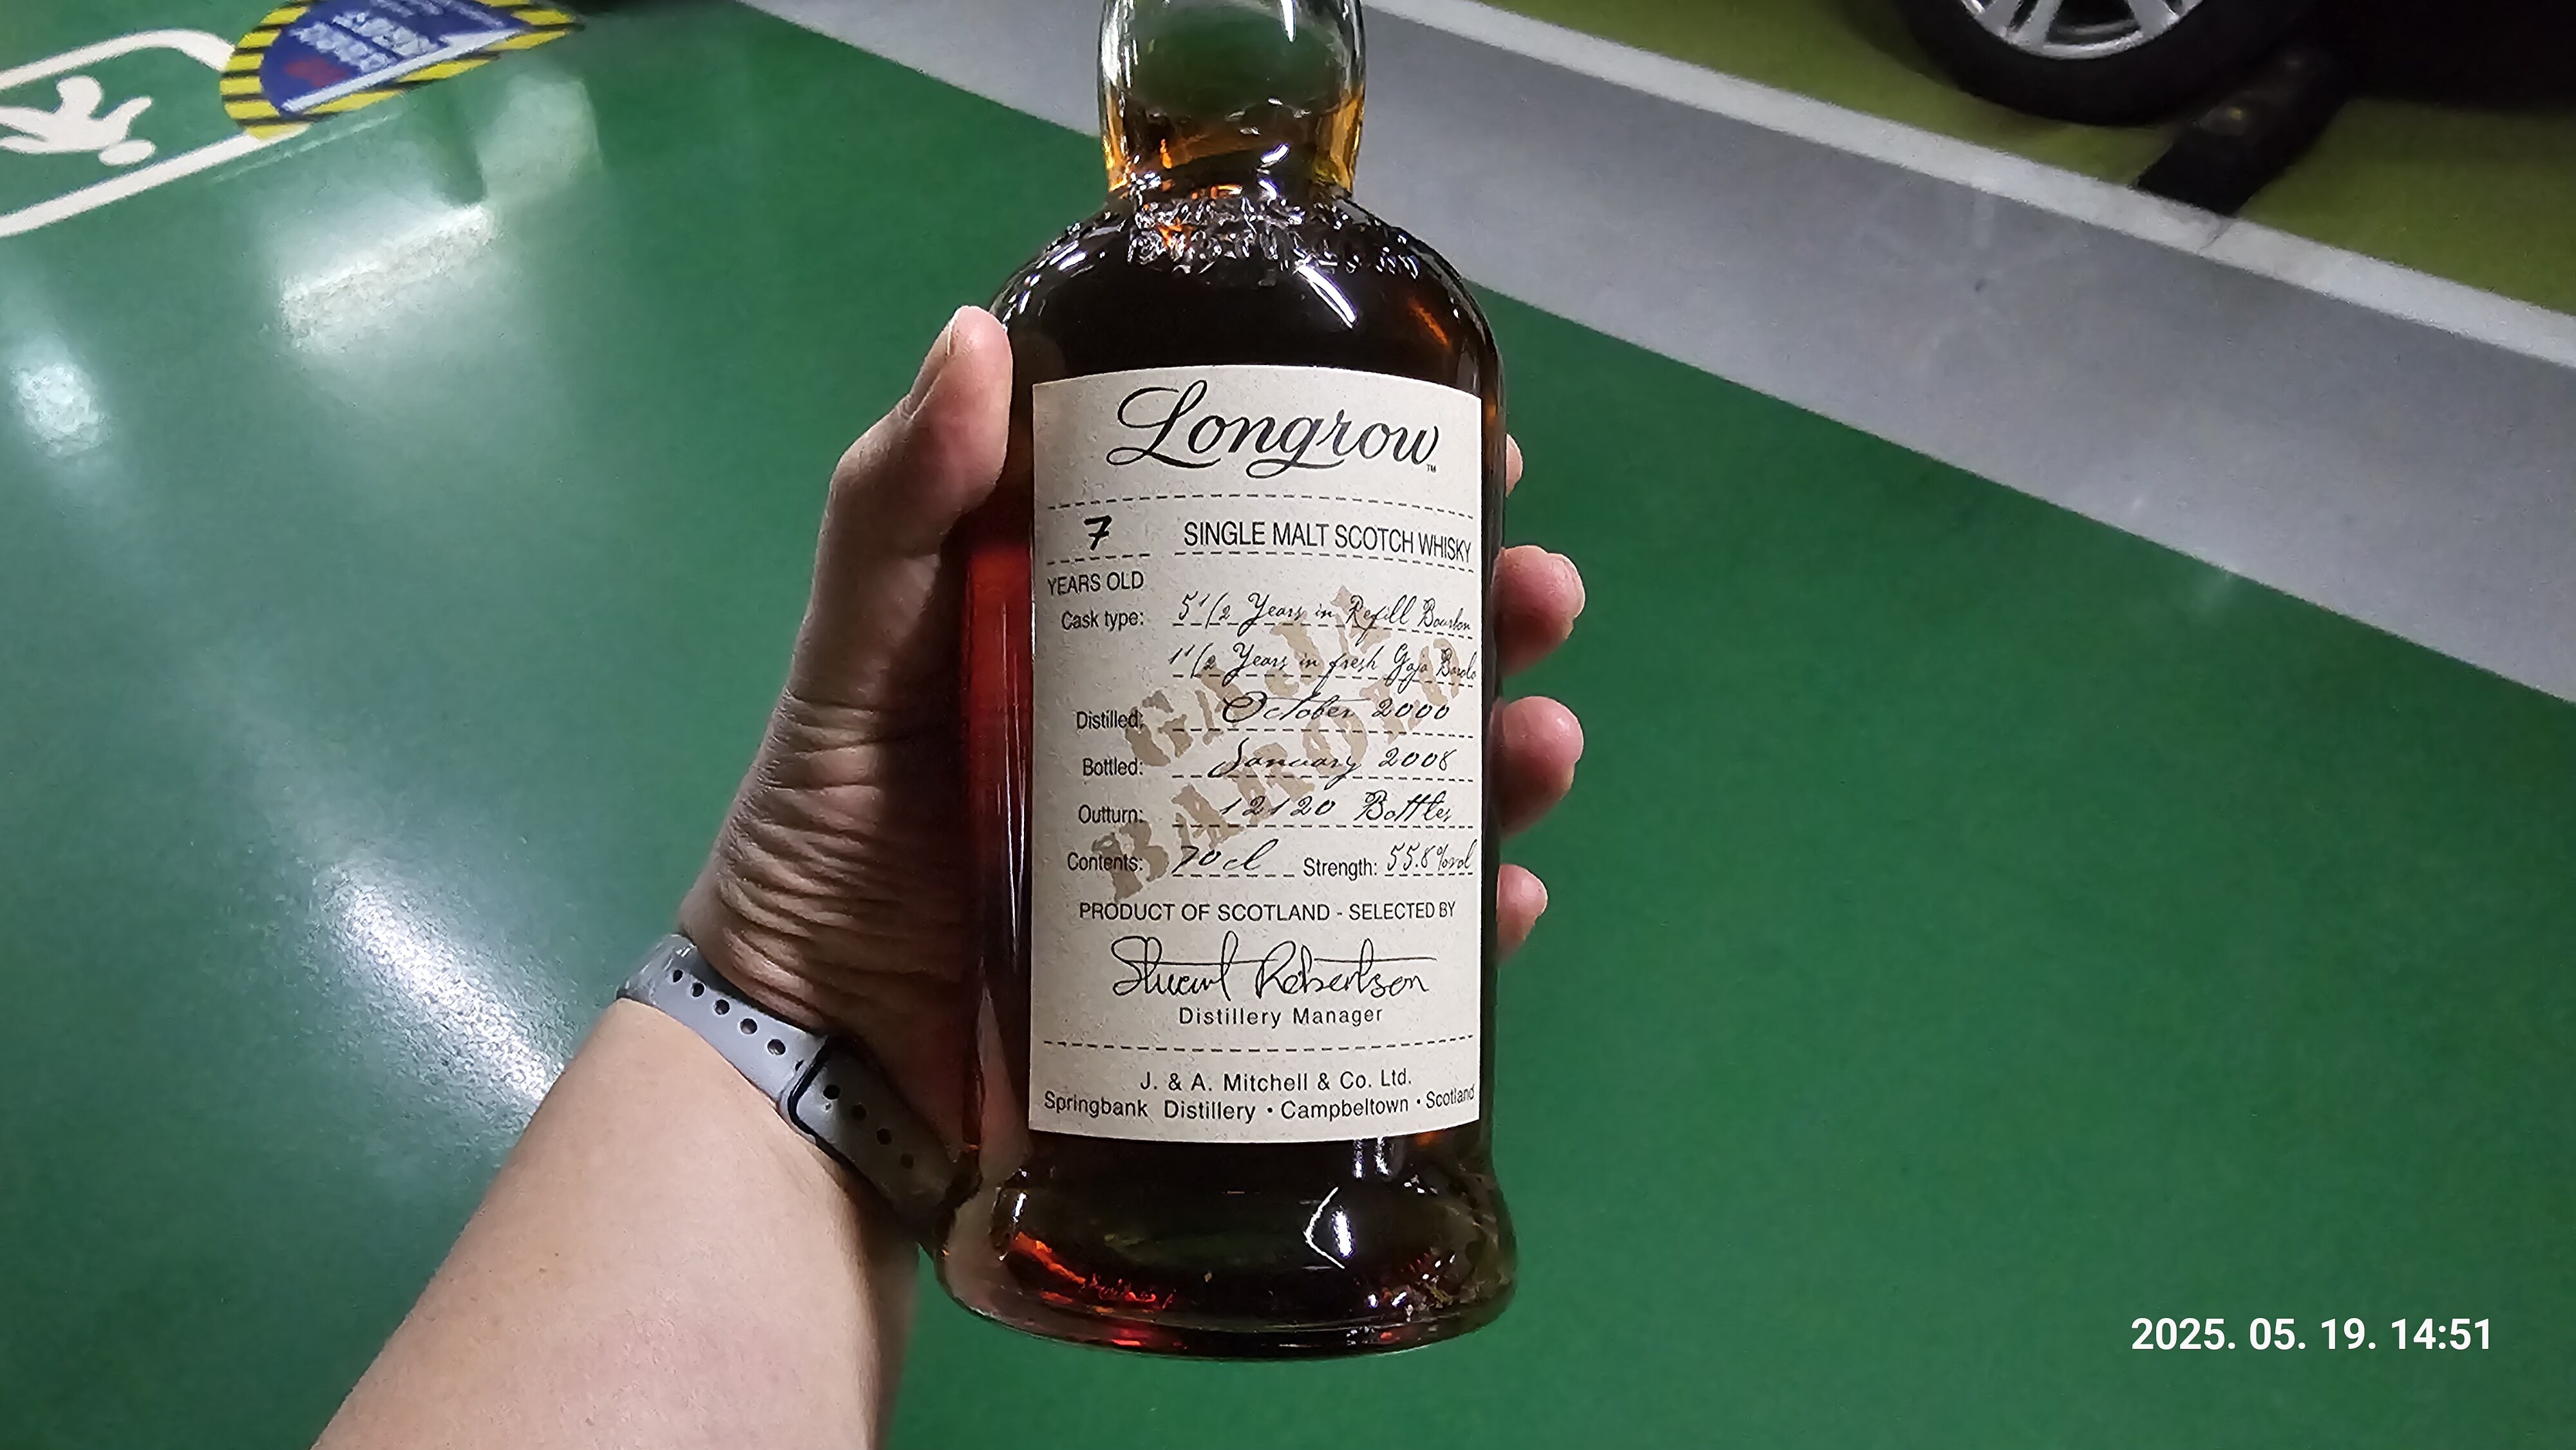 Longrow™
7 SINGLE MALT SCOTCH WHISKY
YEARS OLD
Cask type: 5 1/2 Years in Refill Bourbon
1 1/2 Years in fresh Gaja Barolo
GAJA
BAROLO
Distilled: October 2000
Bottled: January 2008
Outturn: 12120 Bottles
Contents: 70cl Strength: 55.8%vol
PRODUCT OF SCOTLAND - SELECTED BY
Stuart Robertson
Distillery Manager
J. & A. Mitchell & Co. Ltd.
Springbank Distillery • Campbeltown • Scotland
2025. 05. 19. 14:51